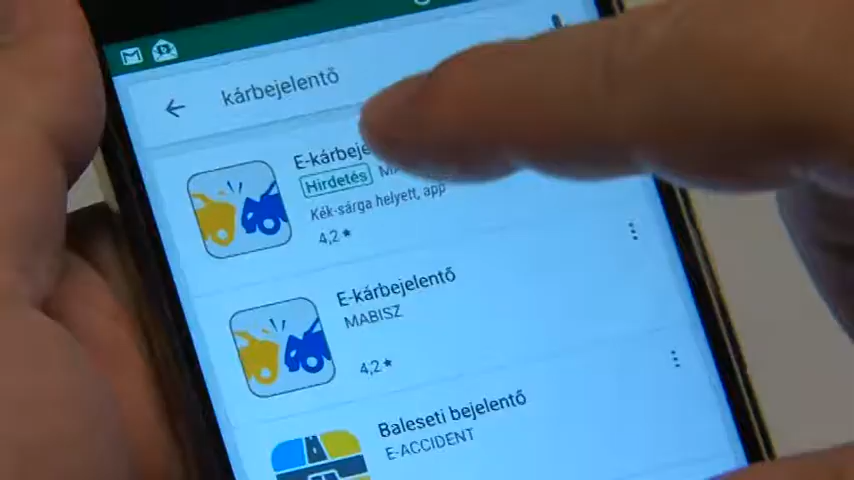 kárbejelentő
E-kárbeje
Hirdetés
Kék-sárga helyett, app
4,2★
E-kárbejelentő
MABISZ
4,2★
Baleseti bejelentő
E-ACCIDENT